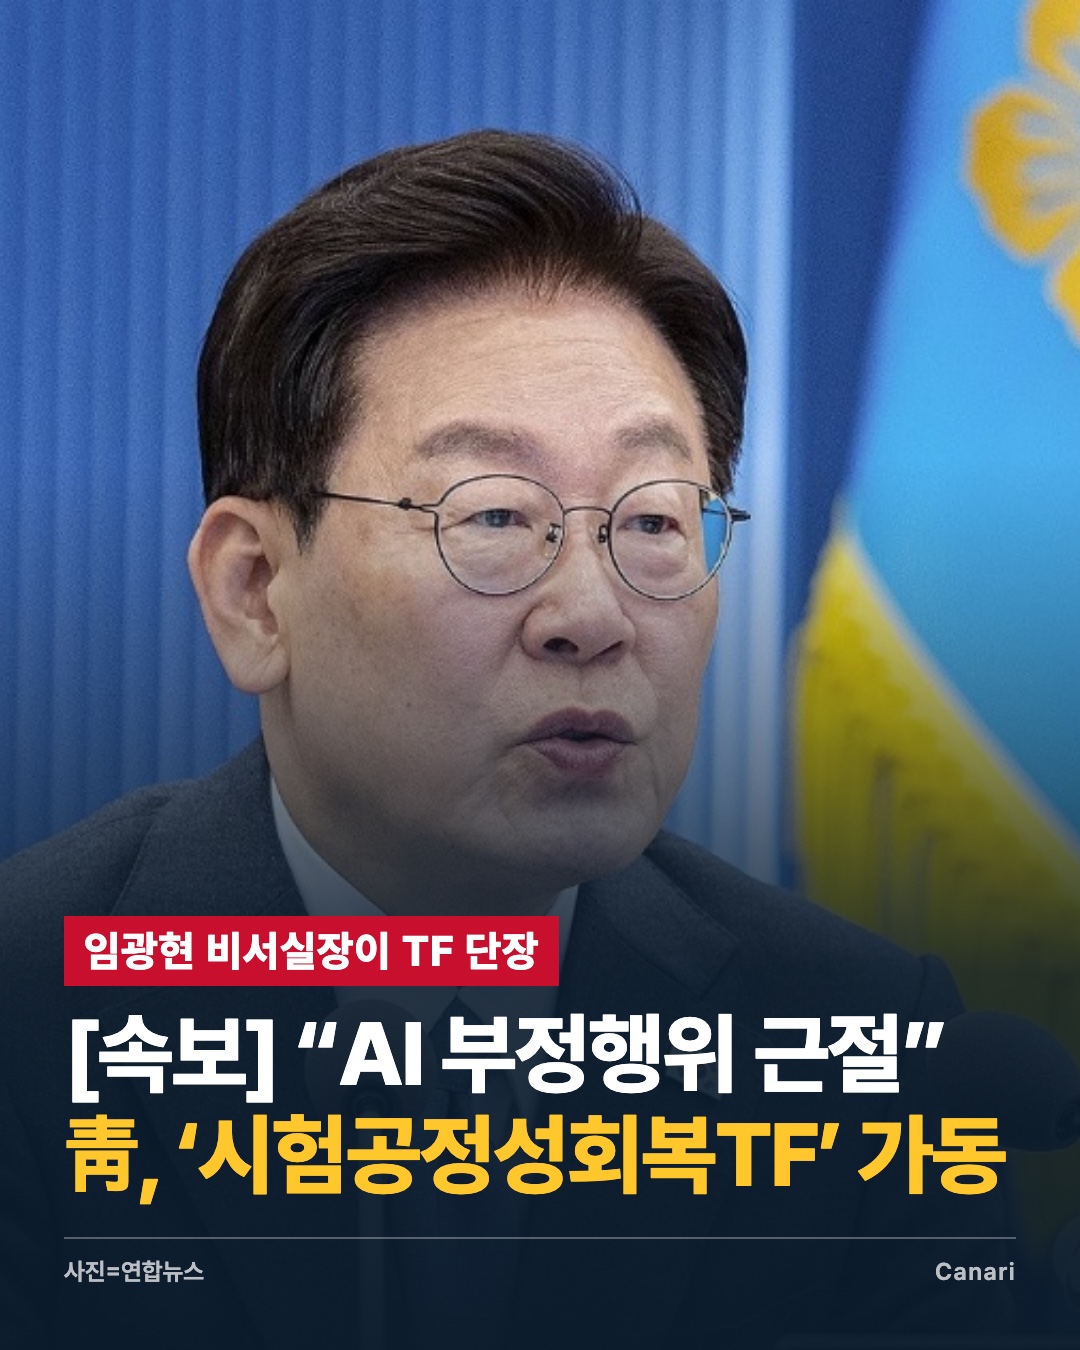 임광현 비서실장이 TF 단장
[속보] “AI 부정행위 근절”
靑, ‘시험공정성회복TF’ 가동
사진=연합뉴스
Canari